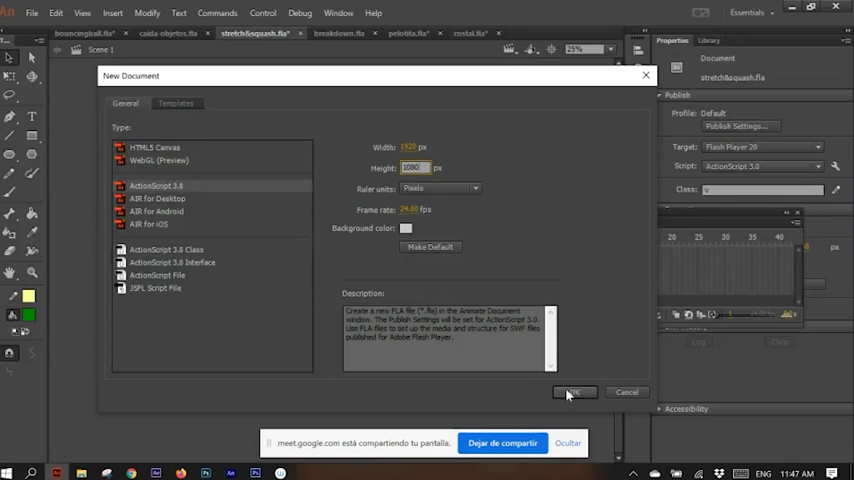 An File Edit View Insert Modify Text Commands Control Debug Window Help Essentials
bouncingball.fla* × caida-objetos.fla × stretch&squash.fla* × breakdown.fla* × pelotita.fla* × costal.fla* ×
Scene 1 25%
Properties Library
Document
stretch&squash.fla
Publish
Profile: Default
Publish Settings...
Target: Flash Player 20
Script: ActionScript 3.0
Class:
New Document
General Templates
Type:
HTML5 Canvas
WebGL (Preview)
ActionScript 3.0
AIR for Desktop
AIR for Android
AIR for iOS
ActionScript 3.0 Class
ActionScript 3.0 Interface
ActionScript File
JSFL Script File
Width: 1920 px
Height: 1080 px
Ruler units: Pixels
Frame rate: 24.00 fps
Background color:
Make Default
Description:
Create a new FLA file (*.fla) in the Animate Document
window. The Publish Settings will be set for ActionScript 3.0.
Use FLA files to set up the media and structure for SWF files
published for Adobe Flash Player.
OK Cancel
20 25 30 35 40
px
Log Clear
Accessibility
meet.google.com está compartiendo tu pantalla. Dejar de compartir Ocultar
ENG 11:47 AM